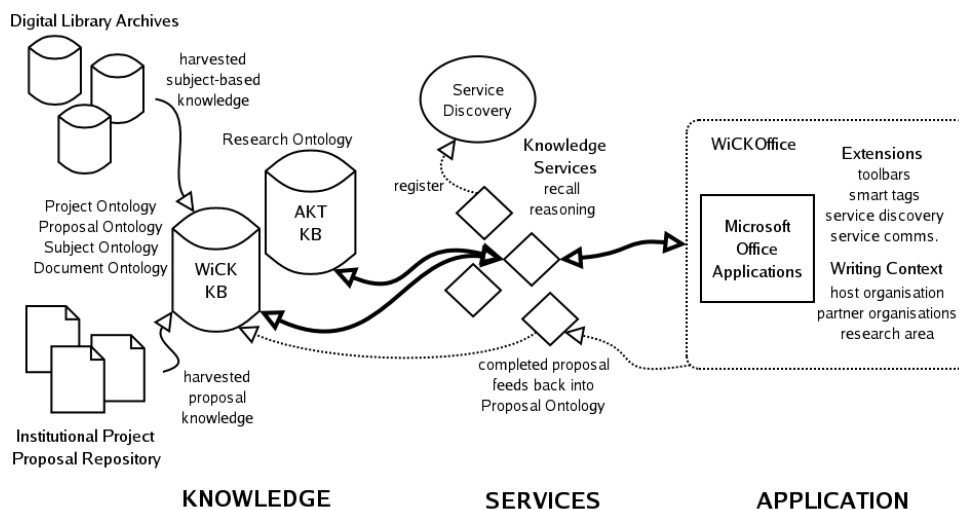 Digital Library Archives
harvested
subject-based
knowledge
Research Ontology
Project Ontology
Proposal Ontology
Subject Ontology
Document Ontology
WiCK
KB
AKT
KB
harvested
proposal
knowledge
Institutional Project
Proposal Repository
Service
Discovery
register
Knowledge
Services
recall
reasoning
completed proposal
feeds back into
Proposal Ontology
WiCKOffice
Microsoft
Office
Applications
Extensions
toolbars
smart tags
service discovery
service comms.
Writing Context
host organisation
partner organisations
research area
KNOWLEDGE
SERVICES
APPLICATION